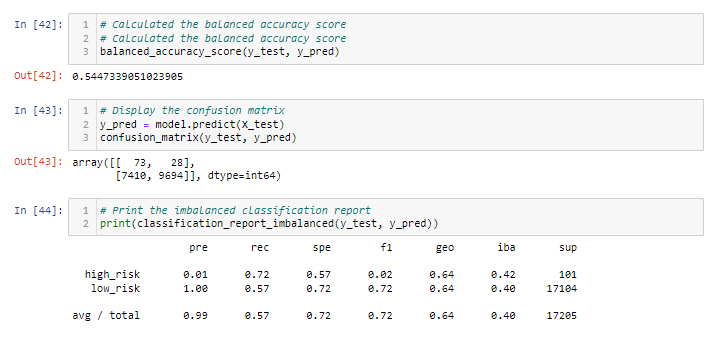 In [42]: 1 # Calculated the balanced accuracy score
2 # Calculated the balanced accuracy score
3 balanced_accuracy_score(y_test, y_pred)
Out[42]: 0.5447339051023905
In [43]: 1 # Display the confusion matrix
2 y_pred = model.predict(X_test)
3 confusion_matrix(y_test, y_pred)
Out[43]: array([[ 73, 28],
[7410, 9694]], dtype=int64)
In [44]: 1 # Print the imbalanced classification report
2 print(classification_report_imbalanced(y_test, y_pred))
pre rec spe f1 geo iba sup
high_risk 0.01 0.72 0.57 0.02 0.64 0.42 101
low_risk 1.00 0.57 0.72 0.72 0.64 0.40 17104
avg / total 0.99 0.57 0.72 0.72 0.64 0.40 17205